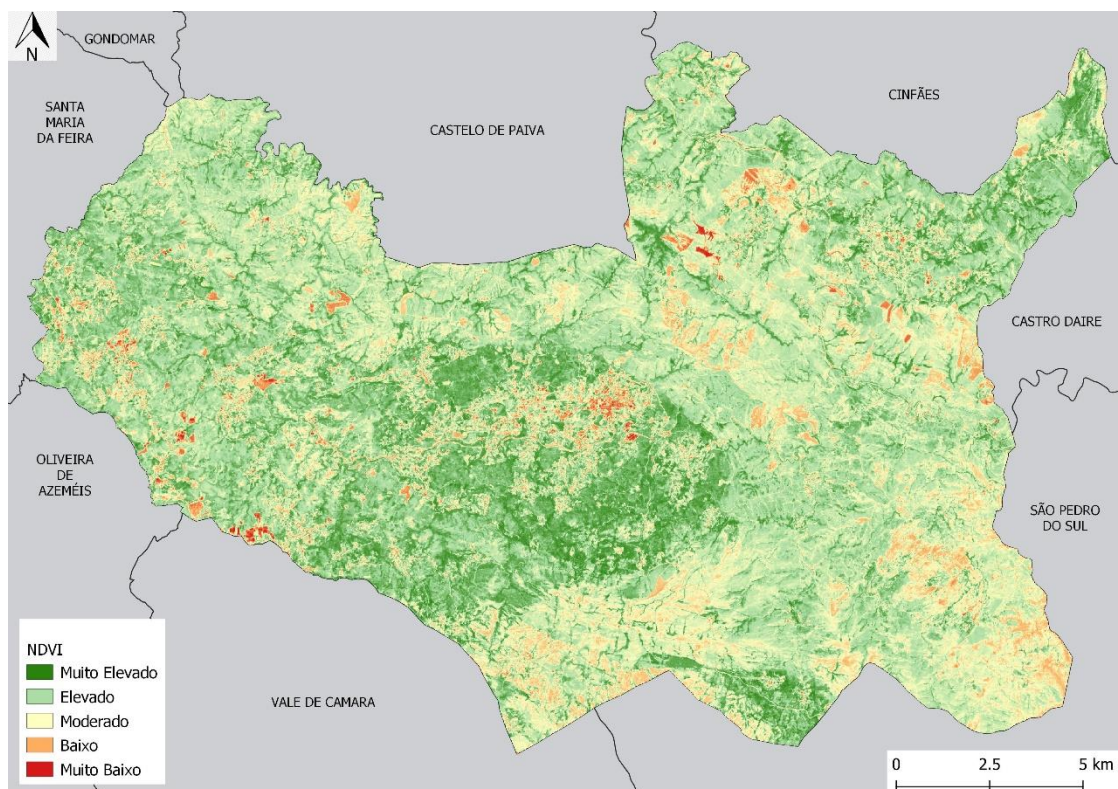 N
GONDOMAR
SANTA
MARIA
DA FEIRA
CASTELO DE PAIVA
CINFÃES
CASTRO DAIRE
OLIVEIRA
DE
AZEMÉIS
SÃO PEDRO
DO SUL
VALE DE CAMARA
NDVI
Muito Elevado
Elevado
Moderado
Baixo
Muito Baixo
0 2.5 5 km